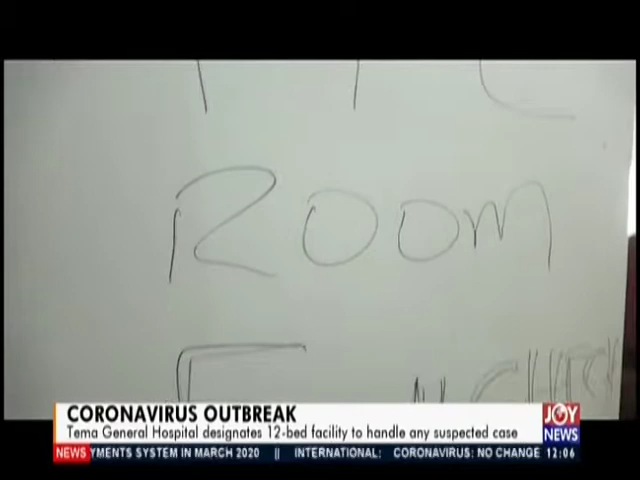 ROOM
CORONAVIRUS OUTBREAK
Tema General Hospital designates 12-bed facility to handle any suspected case
JOY
NEWS
NEWS YMENTS SYSTEM IN MARCH 2020 || INTERNATIONAL: CORONAVIRUS: NO CHANGE 12:06